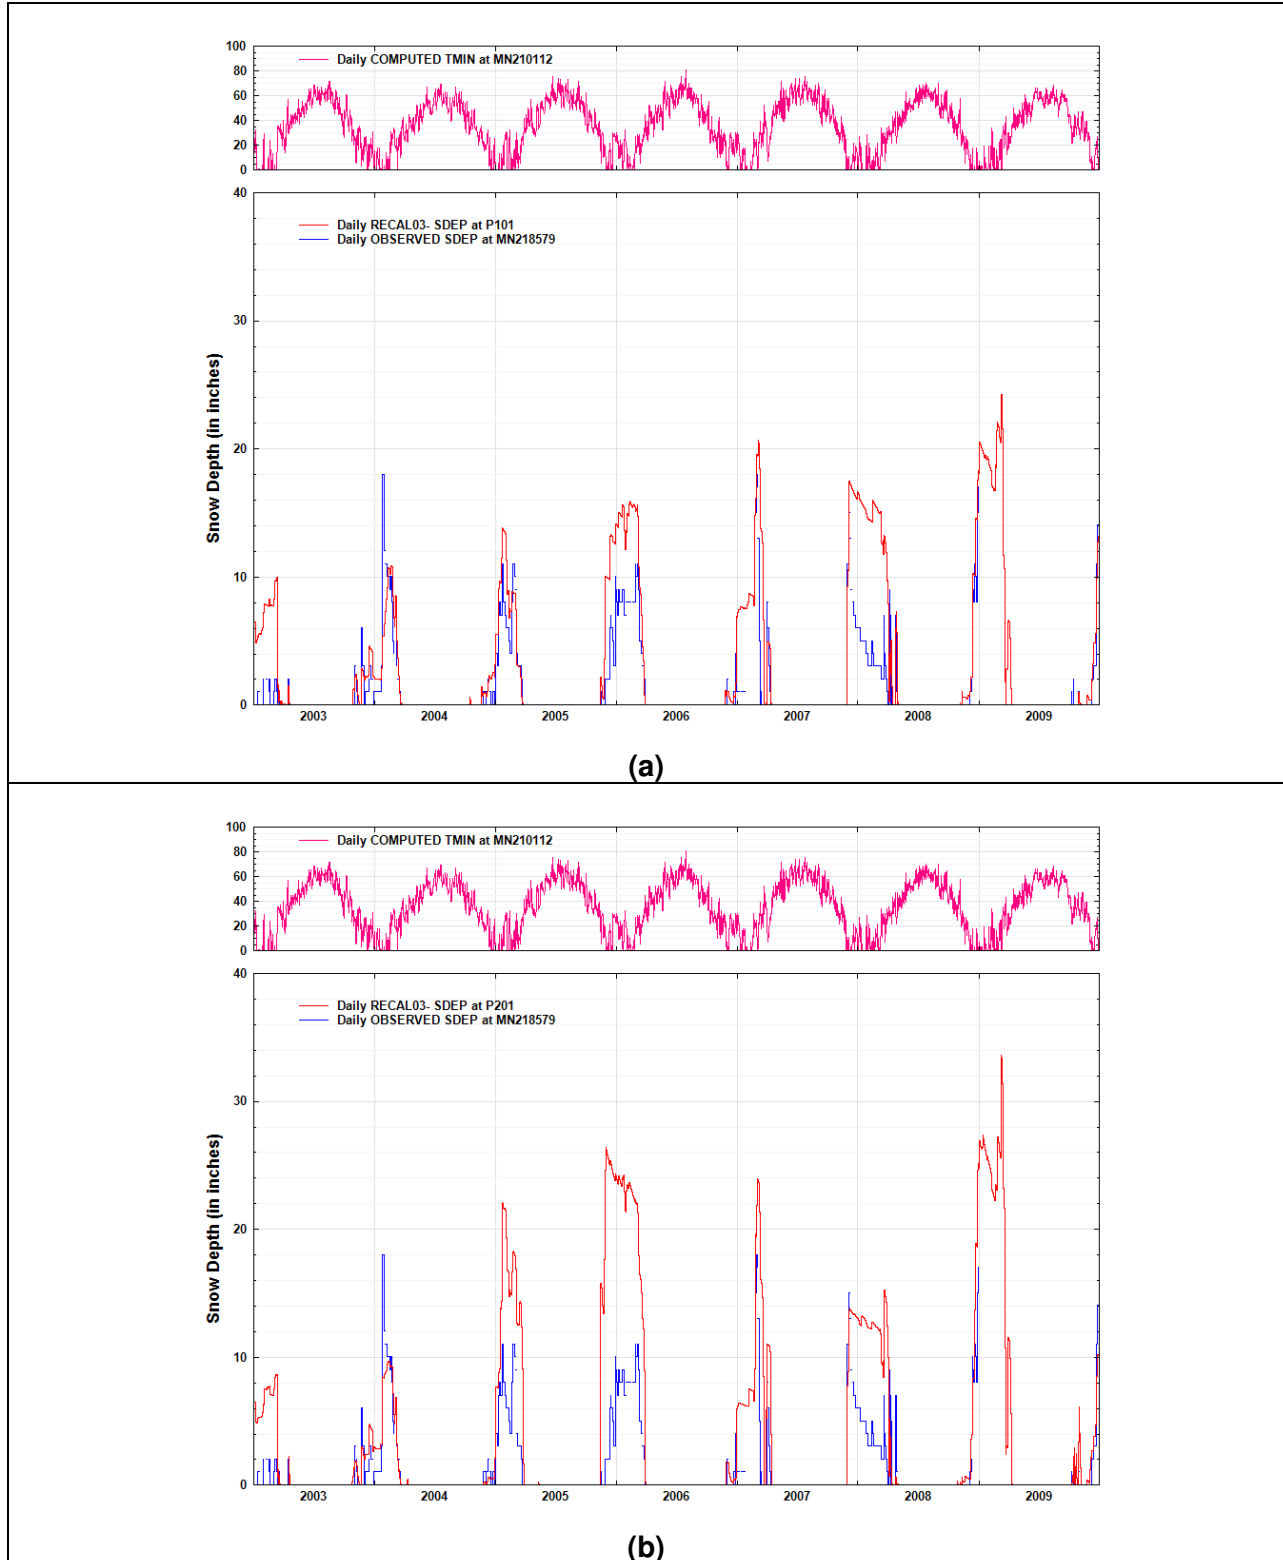 100
80
60
40
20
0
Daily COMPUTED TMIN at MN210112
40
30
20
10
0
Snow Depth (in inches)
Daily RECAL03- SDEP at P101
Daily OBSERVED SDEP at MN218579
2003 2004 2005 2006 2007 2008 2009
(a)
100
80
60
40
20
0
Daily COMPUTED TMIN at MN210112
40
30
20
10
0
Snow Depth (in inches)
Daily RECAL03- SDEP at P201
Daily OBSERVED SDEP at MN218579
2003 2004 2005 2006 2007 2008 2009
(b)